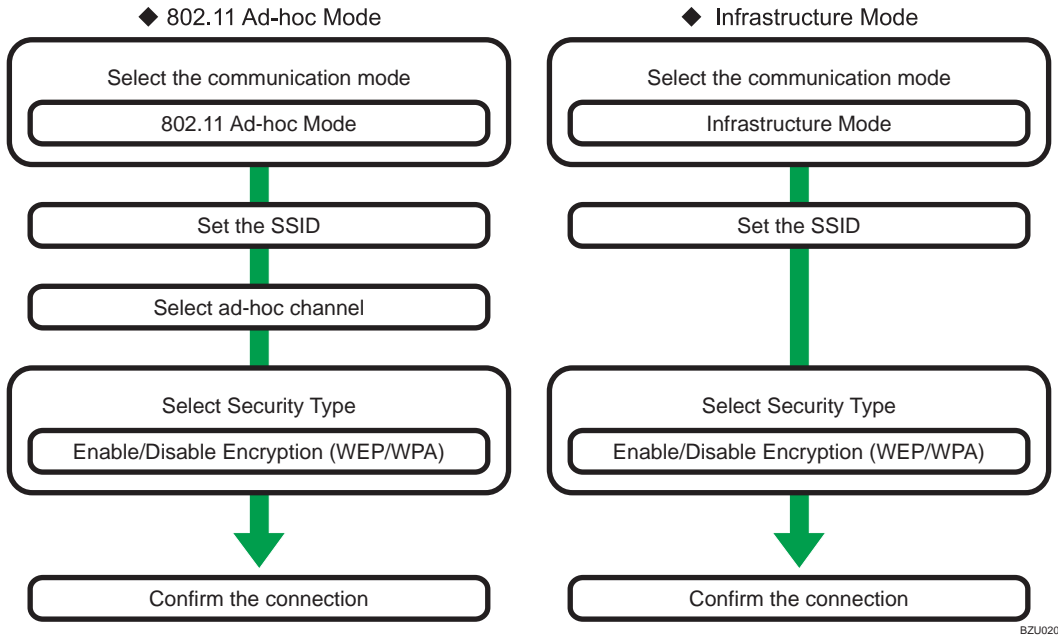 ◆ 802.11 Ad-hoc Mode
Select the communication mode
802.11 Ad-hoc Mode
Set the SSID
Select ad-hoc channel
Select Security Type
Enable/Disable Encryption (WEP/WPA)
Confirm the connection
◆ Infrastructure Mode
Select the communication mode
Infrastructure Mode
Set the SSID
Select Security Type
Enable/Disable Encryption (WEP/WPA)
Confirm the connection
BZU020